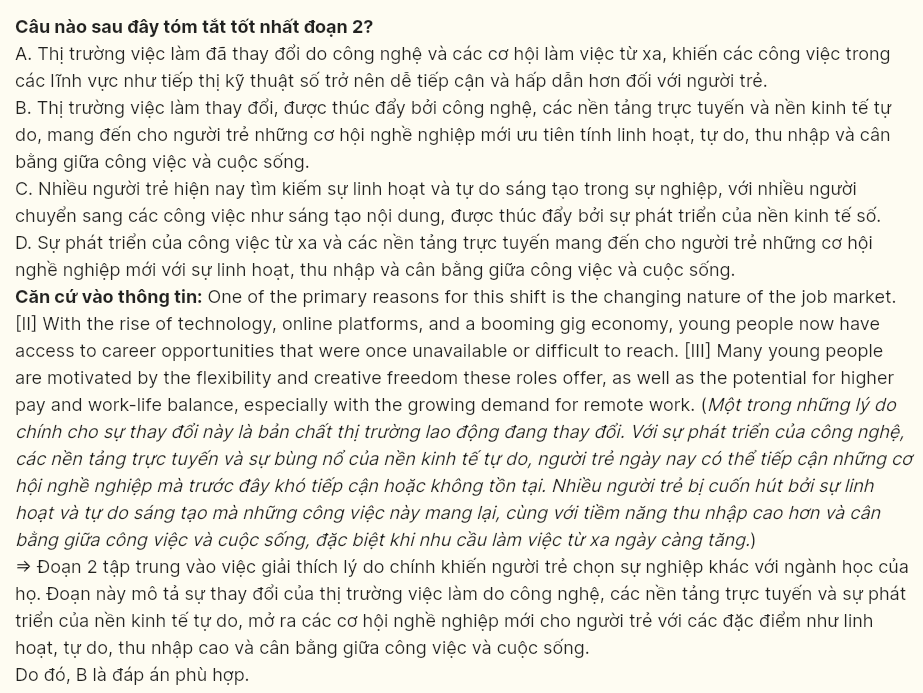 Câu nào sau đây tóm tắt tốt nhất đoạn 2?
A. Thị trường việc làm đã thay đổi do công nghệ và các cơ hội làm việc từ xa, khiến các công việc trong
các lĩnh vực như tiếp thị kỹ thuật số trở nên dễ tiếp cận và hấp dẫn hơn đối với người trẻ.
B. Thị trường việc làm thay đổi, được thúc đẩy bởi công nghệ, các nền tảng trực tuyến và nền kinh tế tự
do, mang đến cho người trẻ những cơ hội nghề nghiệp mới ưu tiên tính linh hoạt, tự do, thu nhập và cân
bằng giữa công việc và cuộc sống.
C. Nhiều người trẻ hiện nay tìm kiếm sự linh hoạt và tự do sáng tạo trong sự nghiệp, với nhiều người
chuyển sang các công việc như sáng tạo nội dung, được thúc đẩy bởi sự phát triển của nền kinh tế số.
D. Sự phát triển của công việc từ xa và các nền tảng trực tuyến mang đến cho người trẻ những cơ hội
nghề nghiệp mới với sự linh hoạt, thu nhập và cân bằng giữa công việc và cuộc sống.
Căn cứ vào thông tin: One of the primary reasons for this shift is the changing nature of the job market.
[II] With the rise of technology, online platforms, and a booming gig economy, young people now have
access to career opportunities that were once unavailable or difficult to reach. [III] Many young people
are motivated by the flexibility and creative freedom these roles offer, as well as the potential for higher
pay and work-life balance, especially with the growing demand for remote work. (Một trong những lý do
chính cho sự thay đổi này là bản chất thị trường lao động đang thay đổi. Với sự phát triển của công nghệ,
các nền tảng trực tuyến và sự bùng nổ của nền kinh tế tự do, người trẻ ngày nay có thể tiếp cận những cơ
hội nghề nghiệp mà trước đây khó tiếp cận hoặc không tồn tại. Nhiều người trẻ bị cuốn hút bởi sự linh
hoạt và tự do sáng tạo mà những công việc này mang lại, cùng với tiềm năng thu nhập cao hơn và cân
bằng giữa công việc và cuộc sống, đặc biệt khi nhu cầu làm việc từ xa ngày càng tăng.)
⇒ Đoạn 2 tập trung vào việc giải thích lý do chính khiến người trẻ chọn sự nghiệp khác với ngành học của
họ. Đoạn này mô tả sự thay đổi của thị trường việc làm do công nghệ, các nền tảng trực tuyến và sự phát
triển của nền kinh tế tự do, mở ra các cơ hội nghề nghiệp mới cho người trẻ với các đặc điểm như linh
hoạt, tự do, thu nhập cao và cân bằng giữa công việc và cuộc sống.
Do đó, B là đáp án phù hợp.